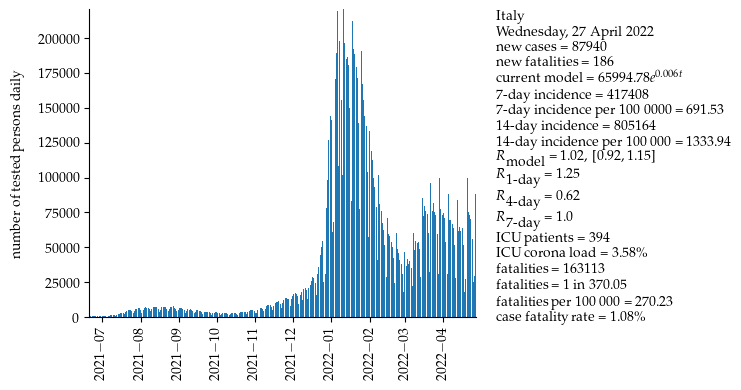 number of tested persons daily
200000
175000
150000
125000
100000
75000
50000
25000
0
2021−07
2021−08
2021−09
2021−10
2021−11
2021−12
2022−01
2022−02
2022−03
2022−04
Italy
Wednesday, 27 April 2022
new cases = 87940
new fatalities = 186
current model = 65994.78e^0.006t
7-day incidence = 417408
7-day incidence per 100 0000 = 691.53
14-day incidence = 805164
14-day incidence per 100 000 = 1333.94
R_model = 1.02, [0.92, 1.15]
R_1-day = 1.25
R_4-day = 0.62
R_7-day = 1.0
ICU patients = 394
ICU corona load = 3.58%
fatalities = 163113
fatalities = 1 in 370.05
fatalities per 100 000 = 270.23
case fatality rate = 1.08%